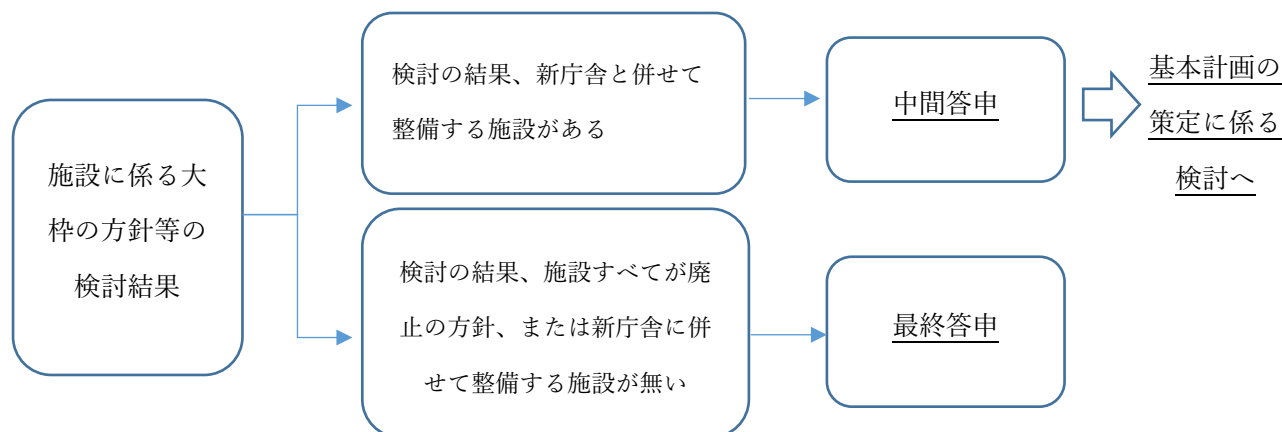 施設に係る大
枠の方針等の
検討結果
検討の結果、新庁舎と併せて
整備する施設がある
中間答申
基本計画の
策定に係る
検討へ
検討の結果、施設すべてが廃
止の方針、または新庁舎に併
せて整備する施設が無い
最終答申